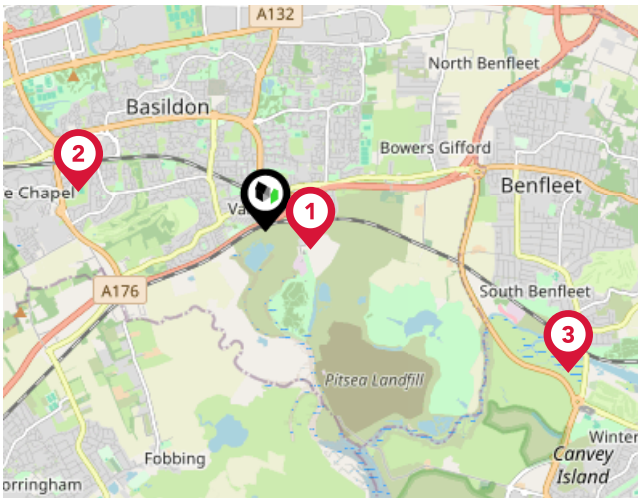 A132
North Benfleet
Basildon
Bowers Gifford
2
e Chapel
Benfleet
Va
1
A176
South Benfleet
3
Pitsea Landfill
Winter
Fobbing
Canvey
Island
orringham